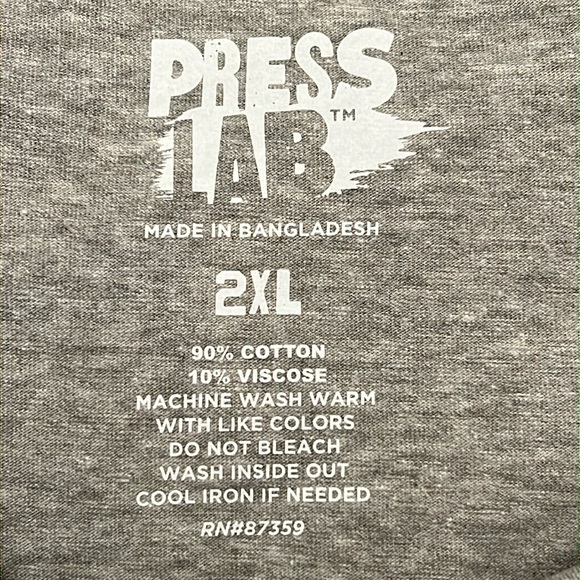 PRESS
LAB™
MADE IN BANGLADESH
2XL
90% COTTON
10% VISCOSE
MACHINE WASH WARM
WITH LIKE COLORS
DO NOT BLEACH
WASH INSIDE OUT
COOL IRON IF NEEDED
RN#87359